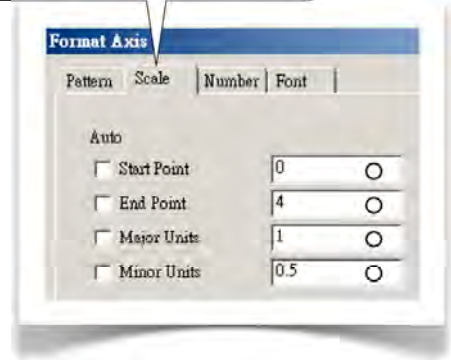 Format Axis
Pattern Scale Number Font
Auto
Start Point 0
End Point 4
Major Units 1
Minor Units 0.5